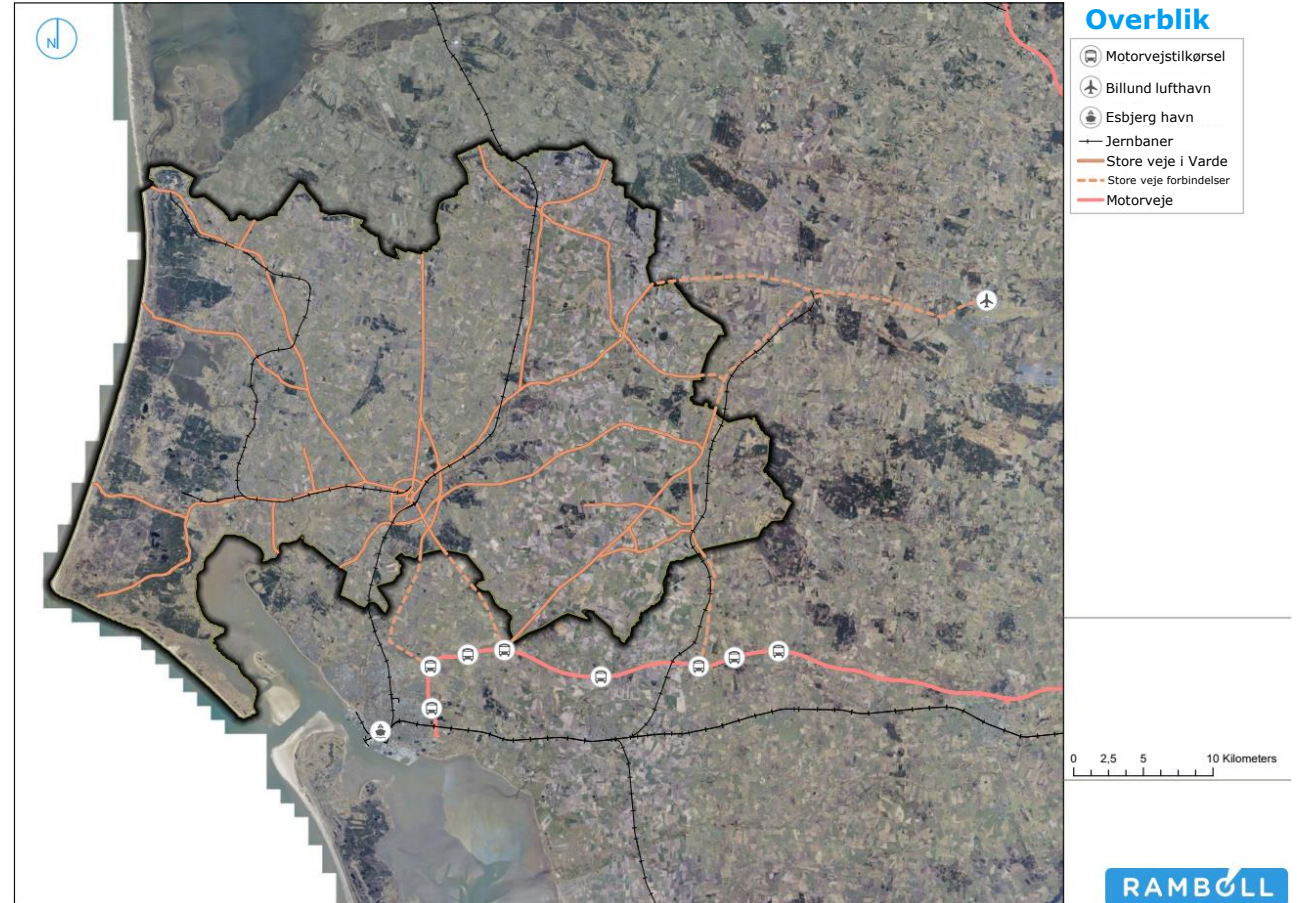 N
Overblik
Motorvejstilkørsel
Billund lufthavn
Esbjerg havn
Jernbaner
Store veje i Varde
Store veje forbindelser
Motorveje
0 2,5 5 10 Kilometers
RAMBOLL